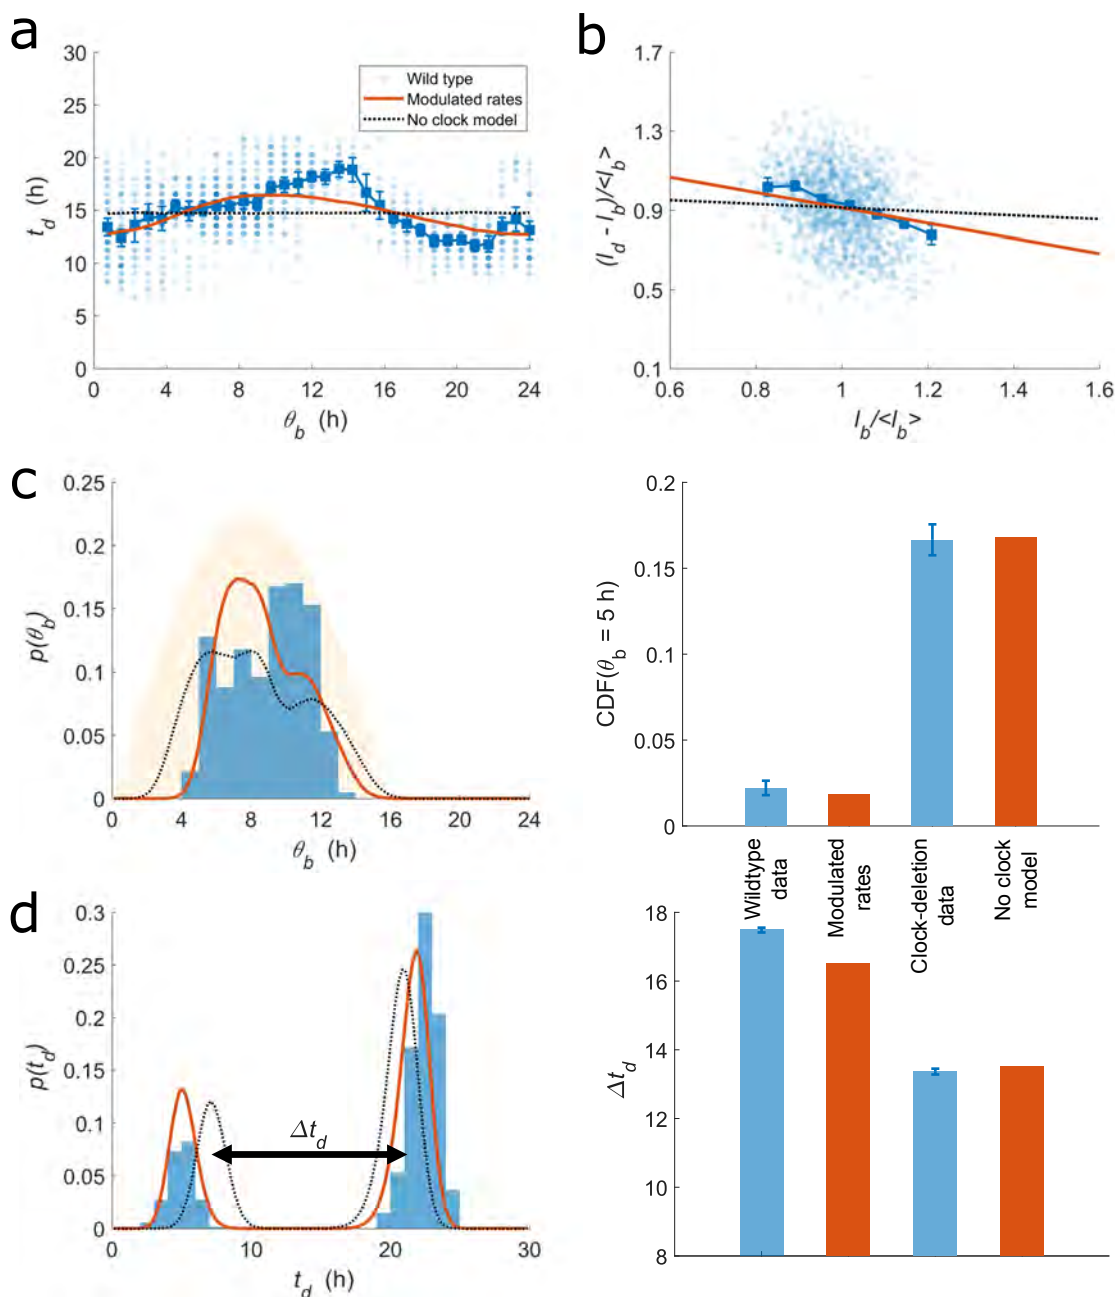 a
30
25
20
15
10
5
0
t_d (h)
0 4 8 12 16 20 24
θ_b (h)
Wild type
Modulated rates
No clock model
b
1.7
1.3
0.9
0.5
0.1
(l_d - l_b)/<l_b>
0.6 0.8 1 1.2 1.4 1.6
l_b/<l_b>
c
0.25
0.2
0.15
0.1
0.05
0
p(θ_b)
0 4 8 12 16 20 24
θ_b (h)
0.2
0.15
0.1
0.05
0
CDF(θ_b = 5 h)
Wildtype
data
Modulated
rates
Clock-deletion
data
No clock
model
d
0.3
0.25
0.2
0.15
0.1
0.05
0
p(t_d)
Δt_d
0 10 20 30
t_d (h)
18
16
14
12
10
8
Δt_d